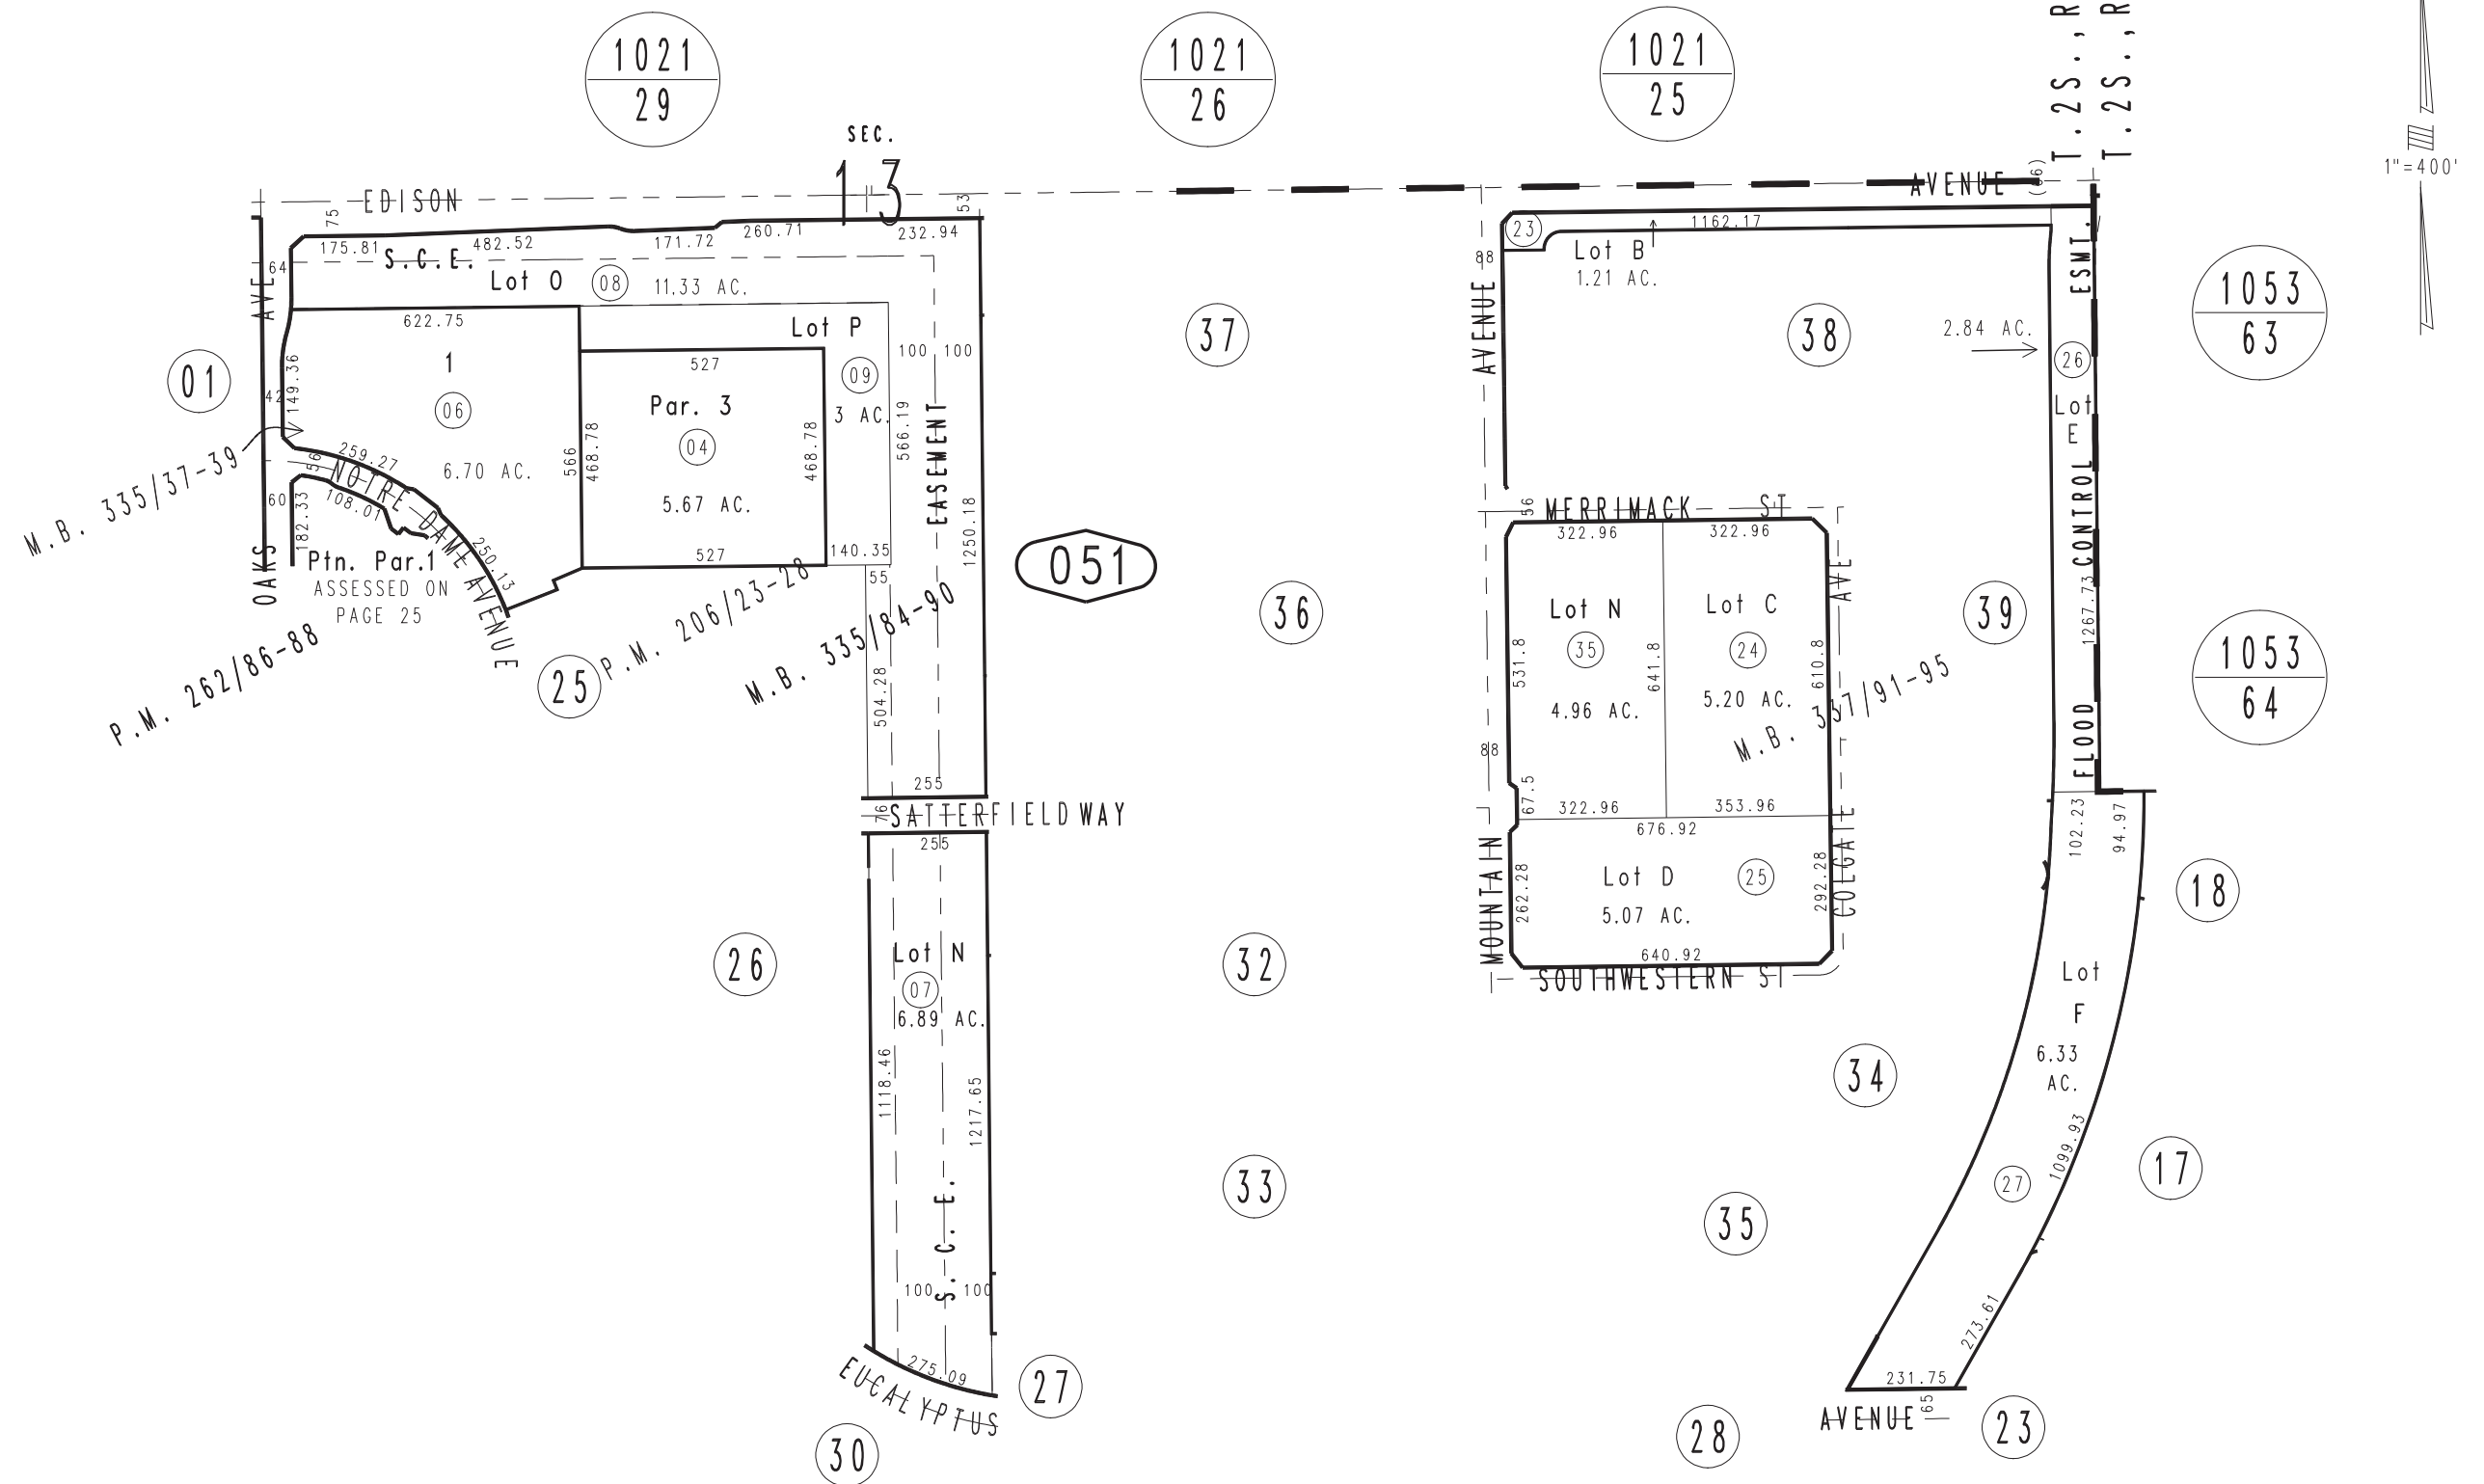 1021
29
1021
26
1021
25
T.2S.,R
T.2S.,R
1"=400'
SEC.
13
EDISON
AVENUE
75
53
175.81
482.52
171.72
260.71
232.94
S.C.E.
64
Lot O
08
11.33 AC.
AVE
622.75
Lot P
1
527
09
3 AC.
100
100
01
42
149.36
06
Par. 3
04
6.70 AC.
566
468.78
468.78
566.19
EASEMENT
5.67 AC.
1250.18
527
140.35
55
M.B. 335/37-39
259.27
56
NOTRE DAME AVENUE
60
108.01
182.33
250.13
OAKS
Ptn. Par.1
ASSESSED ON
PAGE 25
P.M. 262/86-88
25
P.M. 206/23-28
M.B. 335/84-90
504.28
051
255
76
SATTERFIELD WAY
255
26
Lot N
07
6.89 AC.
1118.46
1217.65
S.C.E.
100
100
275.09
EUCALYPTUS
27
30
37
36
32
33
23
1162.17
Lot B
1.21 AC.
88
AVENUE
38
2.84 AC.
26
Lot
E
ESMT.
CONTROL
1267.73
FLOOD
1053
63
1053
64
56
MERRIMACK ST
322.96
322.96
Lot N
35
4.96 AC.
531.8
641.8
Lot C
24
5.20 AC.
610.8
AVE
39
M.B. 337/91-95
88
67.5
322.96
353.96
676.92
MOUNTAIN
262.28
Lot D
25
5.07 AC.
292.28
COLGATE
640.92
SOUTHWESTERN ST
102.23
94.97
18
Lot
F
6.33
AC.
34
1099.93
27
17
35
273.61
231.75
AVENUE
65
28
23